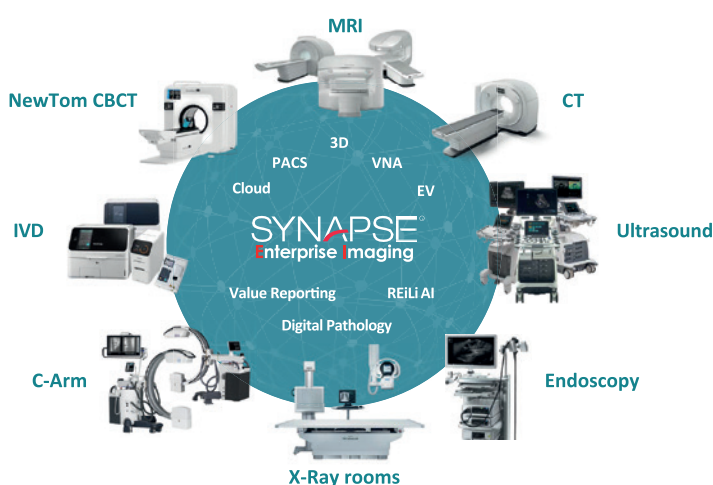 MRI
NewTom CBCT
CT
3D
PACS
VNA
Cloud
EV
IVD
SYNAPSE
Ultrasound
Enterprise Imaging
Value Reporting
REiLi AI
Digital Pathology
C-Arm
Endoscopy
X-Ray rooms